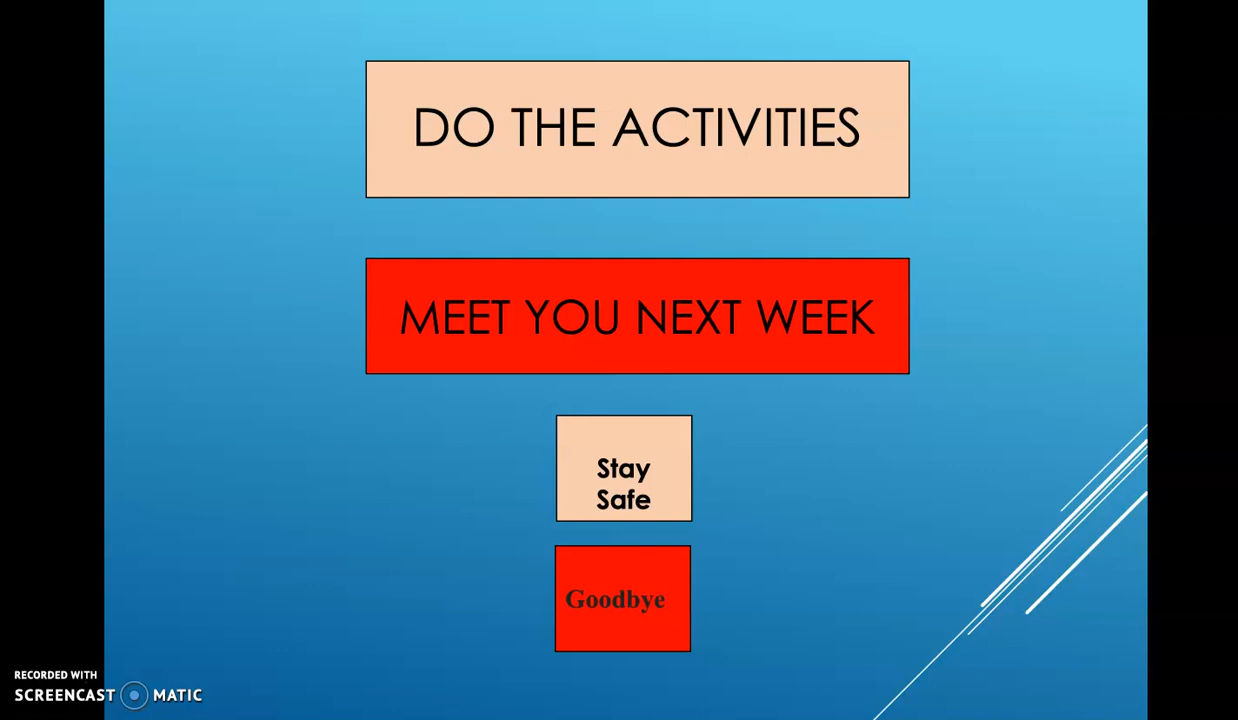 DO THE ACTIVITIES
MEET YOU NEXT WEEK
Stay
Safe
Goodbye
RECORDED WITH
SCREENCAST MATIC